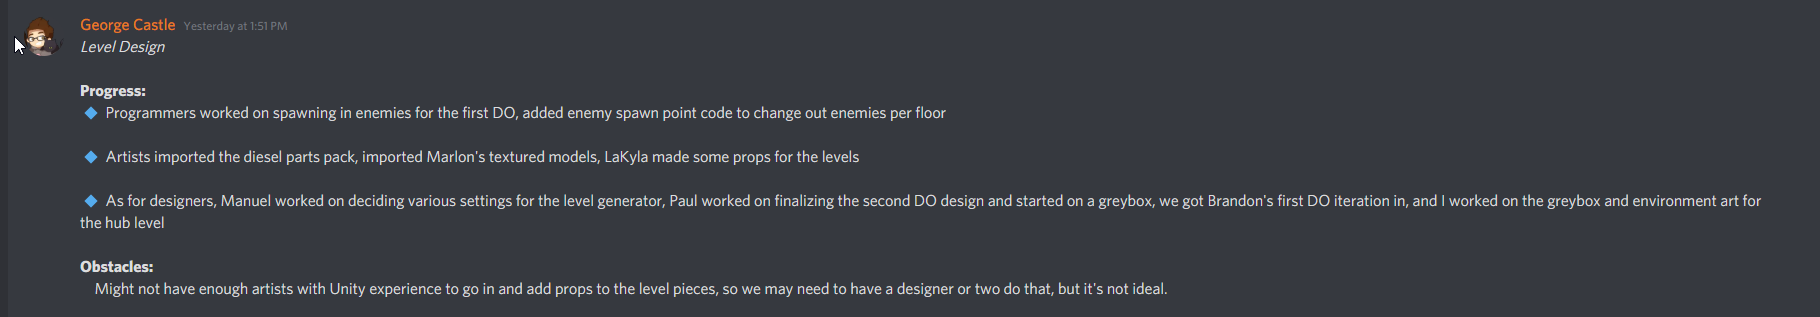 George Castle Yesterday at 1:51 PM
Level Design
Progress:
Programmers worked on spawning in enemies for the first DO, added enemy spawn point code to change out enemies per floor
Artists imported the diesel parts pack, imported Marlon's textured models, LaKyla made some props for the levels
As for designers, Manuel worked on deciding various settings for the level generator, Paul worked on finalizing the second DO design and started on a greybox, we got Brandon's first DO iteration in, and I worked on the greybox and environment art for
the hub level
Obstacles:
Might not have enough artists with Unity experience to go in and add props to the level pieces, so we may need to have a designer or two do that, but it's not ideal.